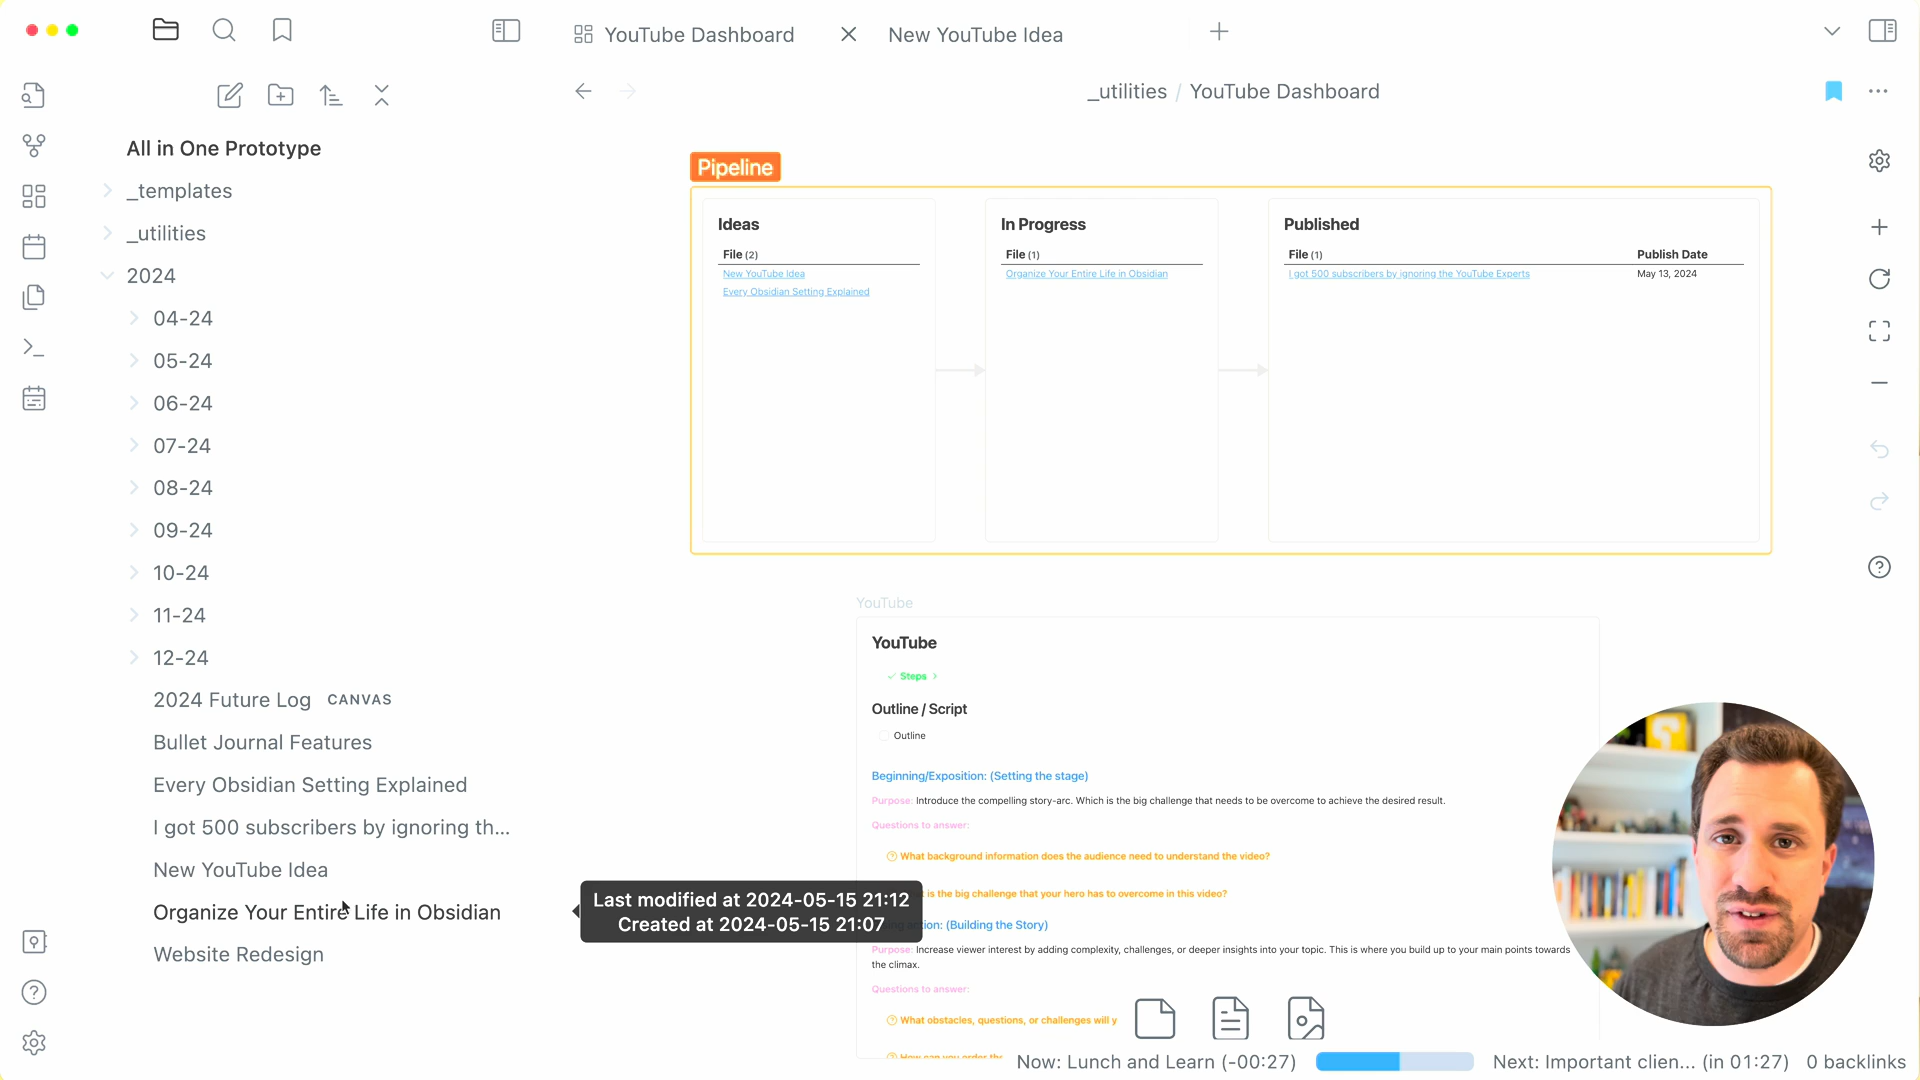 YouTube Dashboard
New YouTube Idea
_utilities / YouTube Dashboard
All in One Prototype
_templates
_utilities
2024
04-24
05-24
06-24
07-24
08-24
09-24
10-24
11-24
12-24
2024 Future Log CANVAS
Bullet Journal Features
Every Obsidian Setting Explained
I got 500 subscribers by ignoring th...
New YouTube Idea
Organize Your Entire Life in Obsidian
Website Redesign
Last modified at 2024-05-15 21:12
Created at 2024-05-15 21:07
Pipeline
Ideas
File (2)
New YouTube Idea
Every Obsidian Setting Explained
In Progress
File (1)
Organize Your Entire Life in Obsidian
Published
File (1) Publish Date
I got 500 subscribers by ignoring the YouTube Experts May 13, 2024
YouTube
YouTube
Steps
Outline / Script
Outline
Beginning/Exposition: (Setting the stage)
Purpose: Introduce the compelling story-arc. Which is the big challenge that needs to be overcome to achieve the desired result.
Questions to answer:
What background information does the audience need to understand the video?
is the big challenge that your hero has to overcome in this video?
(Building the Story)
Purpose: Increase viewer interest by adding complexity, challenges, or deeper insights into your topic. This is where you build up to your main points towards
the climax.
Questions to answer:
What obstacles, questions, or challenges will y
How can you order
Now: Lunch and Learn (-00:27)
Next: Important clien... (in 01:27)
0 backlinks